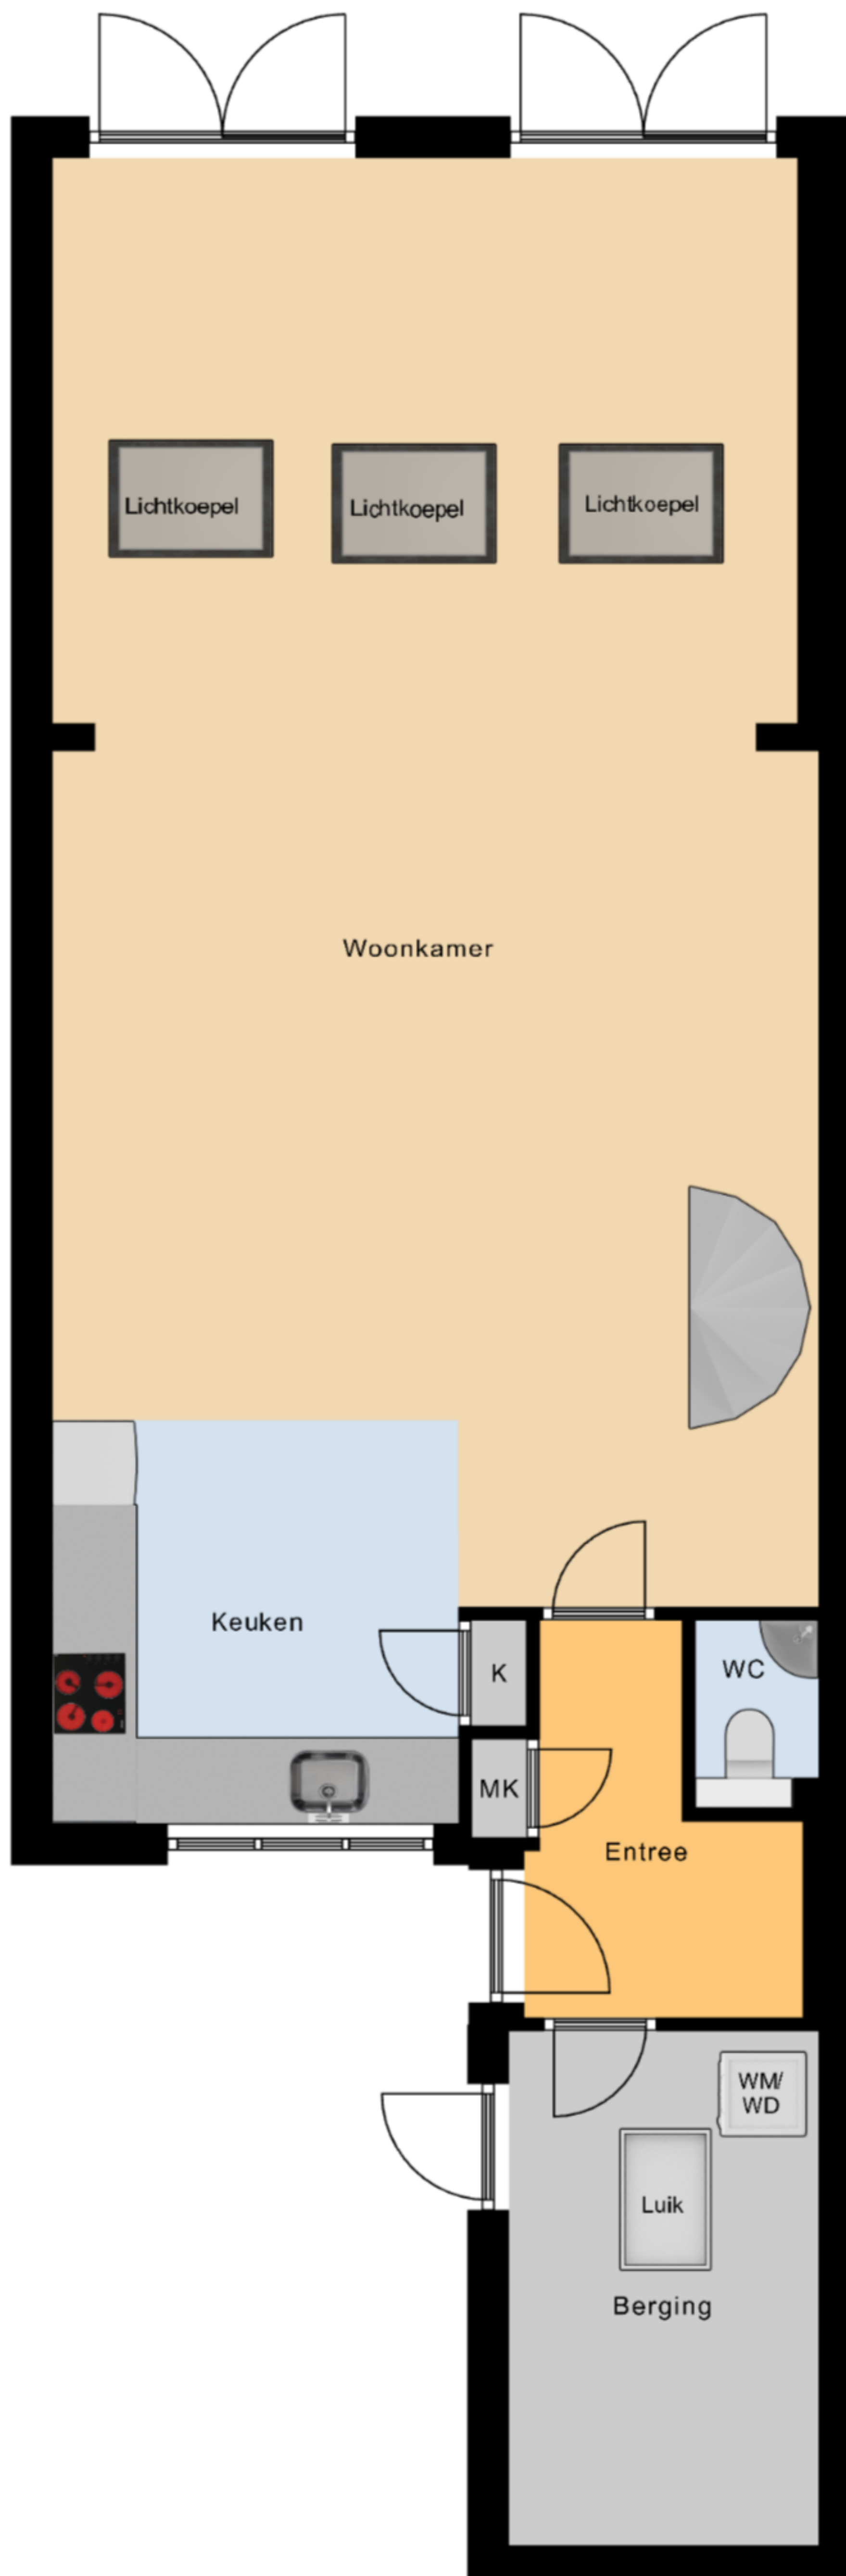 Lichtkoepel
Lichtkoepel
Lichtkoepel
Woonkamer
Keuken
K
WC
MK
Entree
WM/
WD
Luik
Berging